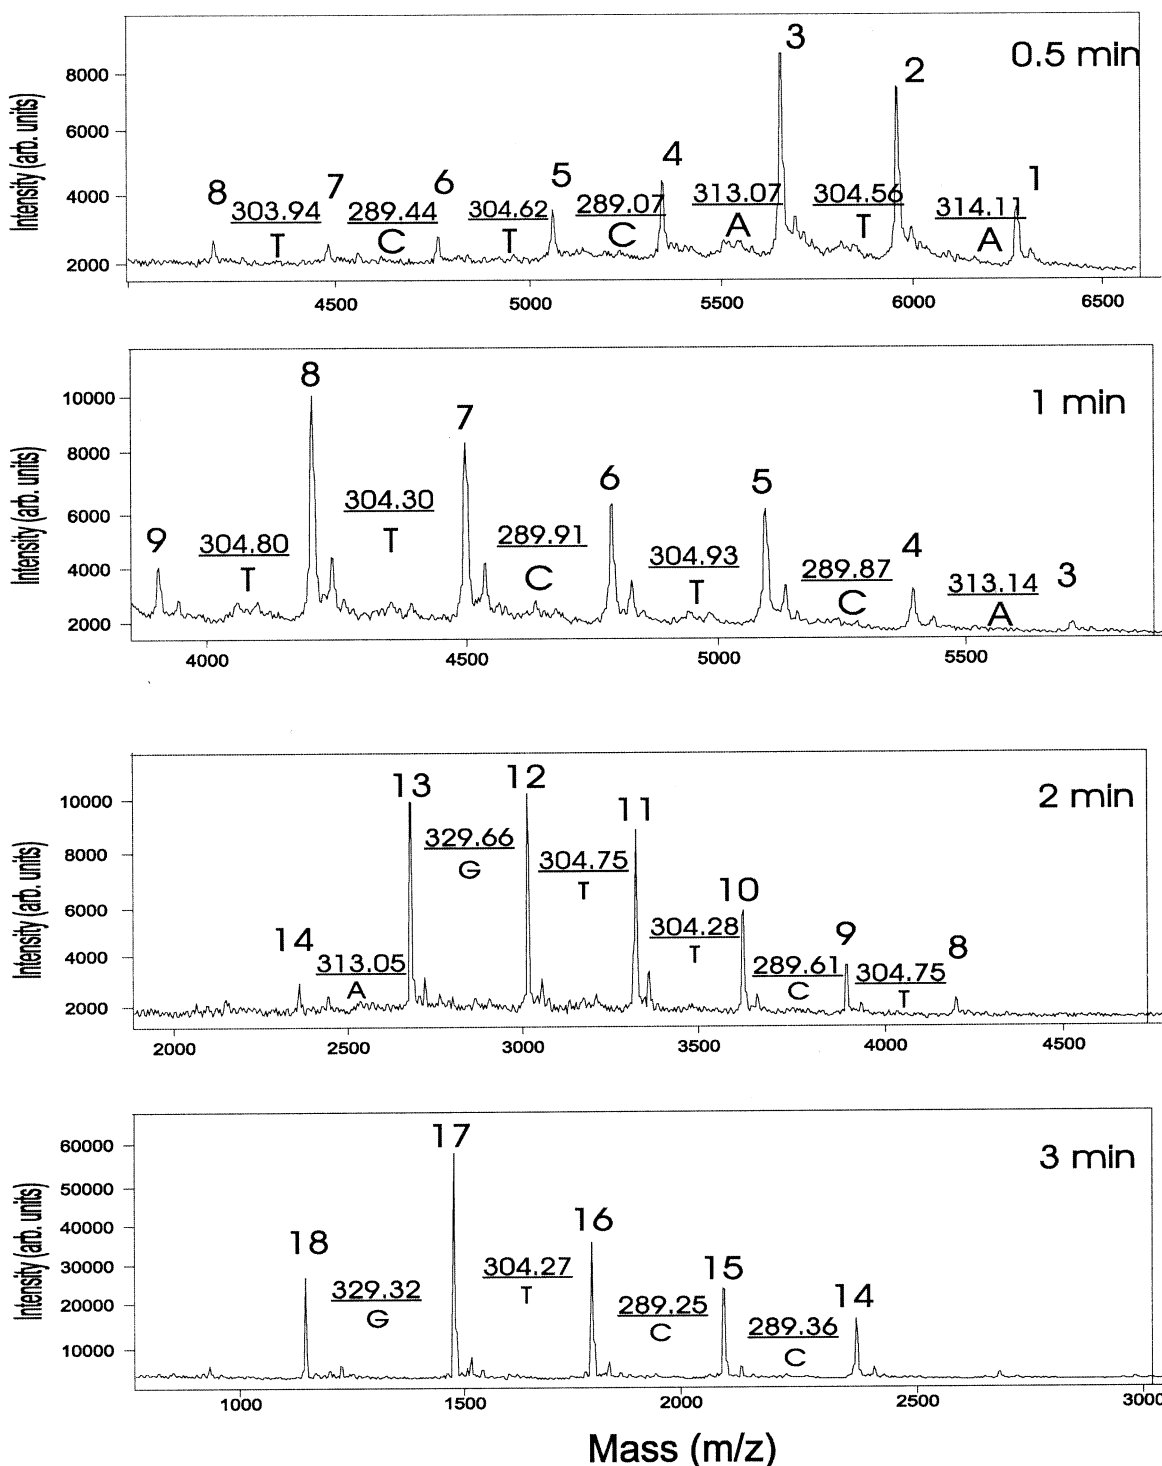 0.5 min
Intensity (arb. units)
8000
6000
4000
2000
8 7 6 5 4 3 2 1
303.94 289.44 304.62 289.07 313.07 304.56 314.11
T C T C A T A
4500 5000 5500 6000 6500
1 min
Intensity (arb. units)
10000
8000
6000
4000
2000
9 8 7 6 5 4 3
304.80 304.30 289.91 304.93 289.87 313.14
T T C T C A
4000 4500 5000 5500
2 min
Intensity (arb. units)
10000
8000
6000
4000
2000
14 13 12 11 10 9 8
313.05 329.66 304.75 304.28 289.61 304.75
A G T T C T
2000 2500 3000 3500 4000 4500
3 min
Intensity (arb. units)
60000
50000
40000
30000
20000
10000
18 17 16 15 14
329.32 304.27 289.25 289.36
G T C C
1000 1500 2000 2500 3000
Mass (m/z)